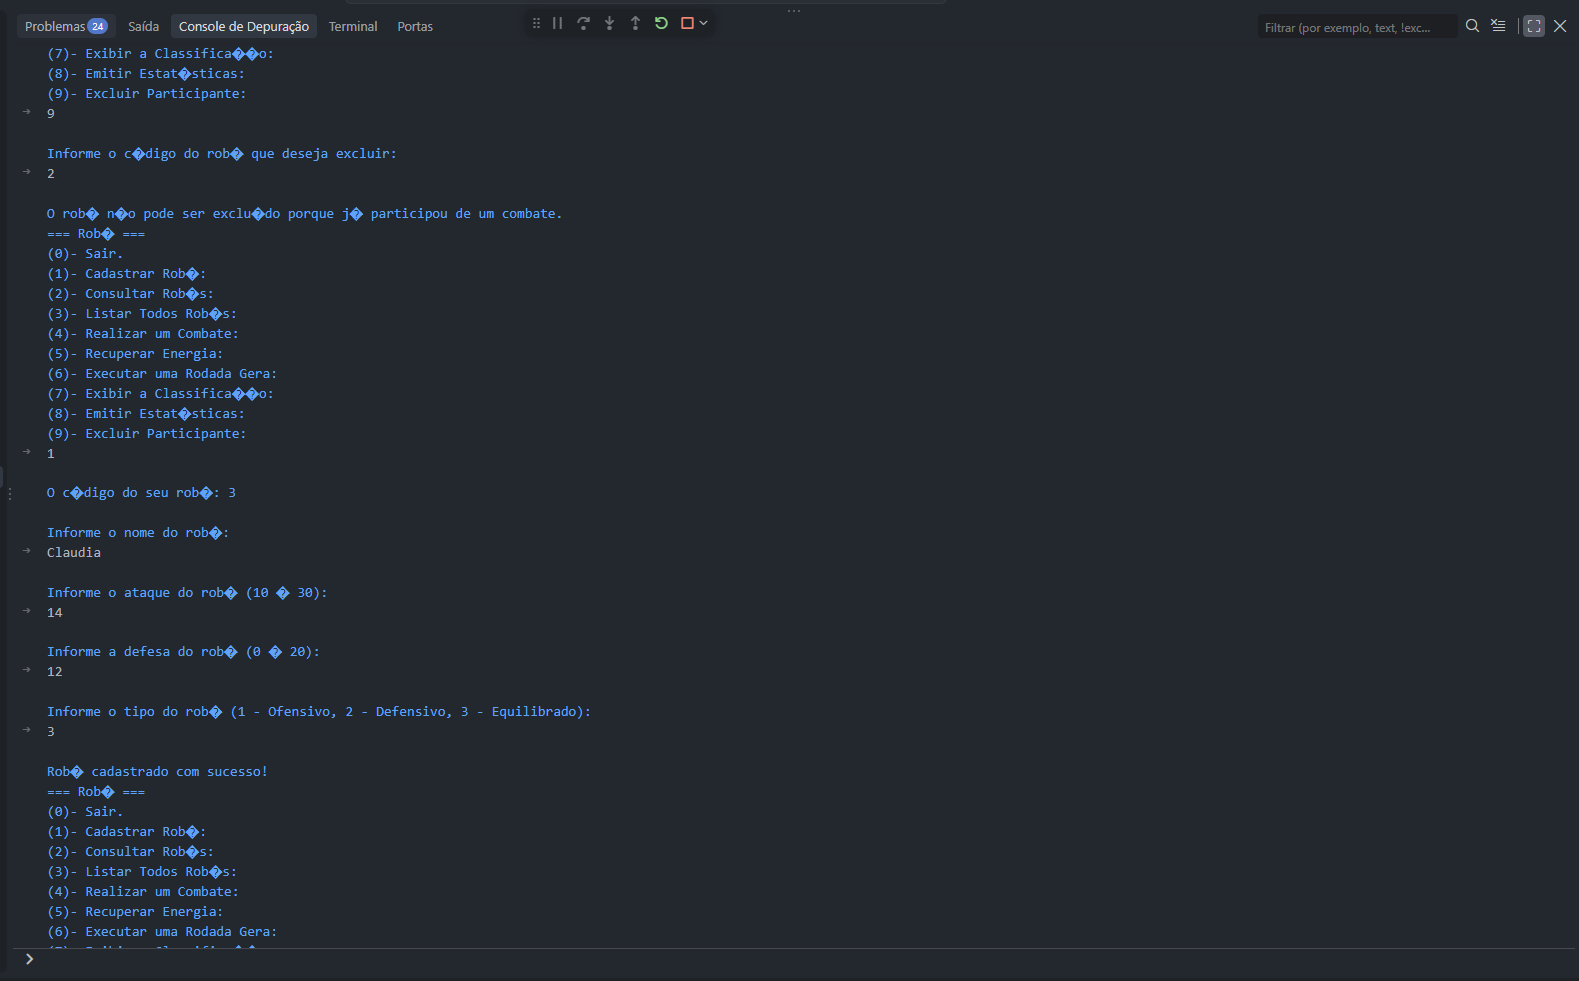 Problemas 24 Saída Console de Depuração Terminal Portas Filtrar (por exemplo, text, !exc...
(7)- Exibir a Classifica��o:
(8)- Emitir Estat�sticas:
(9)- Excluir Participante:
9
Informe o c�digo do rob� que deseja excluir:
2
O rob� n�o pode ser exclu�do porque j� participou de um combate.
=== Rob� ===
(0)- Sair.
(1)- Cadastrar Rob�:
(2)- Consultar Rob�s:
(3)- Listar Todos Rob�s:
(4)- Realizar um Combate:
(5)- Recuperar Energia:
(6)- Executar uma Rodada Gera:
(7)- Exibir a Classifica��o:
(8)- Emitir Estat�sticas:
(9)- Excluir Participante:
1
O c�digo do seu rob�: 3
Informe o nome do rob�:
Claudia
Informe o ataque do rob� (10 � 30):
14
Informe a defesa do rob� (0 � 20):
12
Informe o tipo do rob� (1 - Ofensivo, 2 - Defensivo, 3 - Equilibrado):
3
Rob� cadastrado com sucesso!
=== Rob� ===
(0)- Sair.
(1)- Cadastrar Rob�:
(2)- Consultar Rob�s:
(3)- Listar Todos Rob�s:
(4)- Realizar um Combate:
(5)- Recuperar Energia:
(6)- Executar uma Rodada Gera: